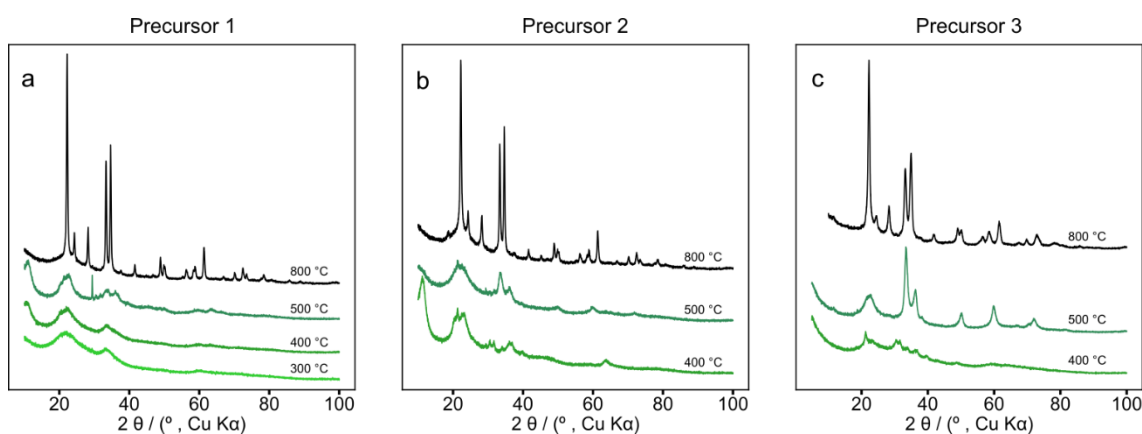 Precursor 1
Precursor 2
Precursor 3
a
800 °C
500 °C
400 °C
300 °C
20
40
60
80
100
2 θ / (º , Cu Kα)
b
800 °C
500 °C
400 °C
20
40
60
80
100
2 θ / (º , Cu Kα)
c
800 °C
500 °C
400 °C
20
40
60
80
100
2 θ / (º , Cu Kα)